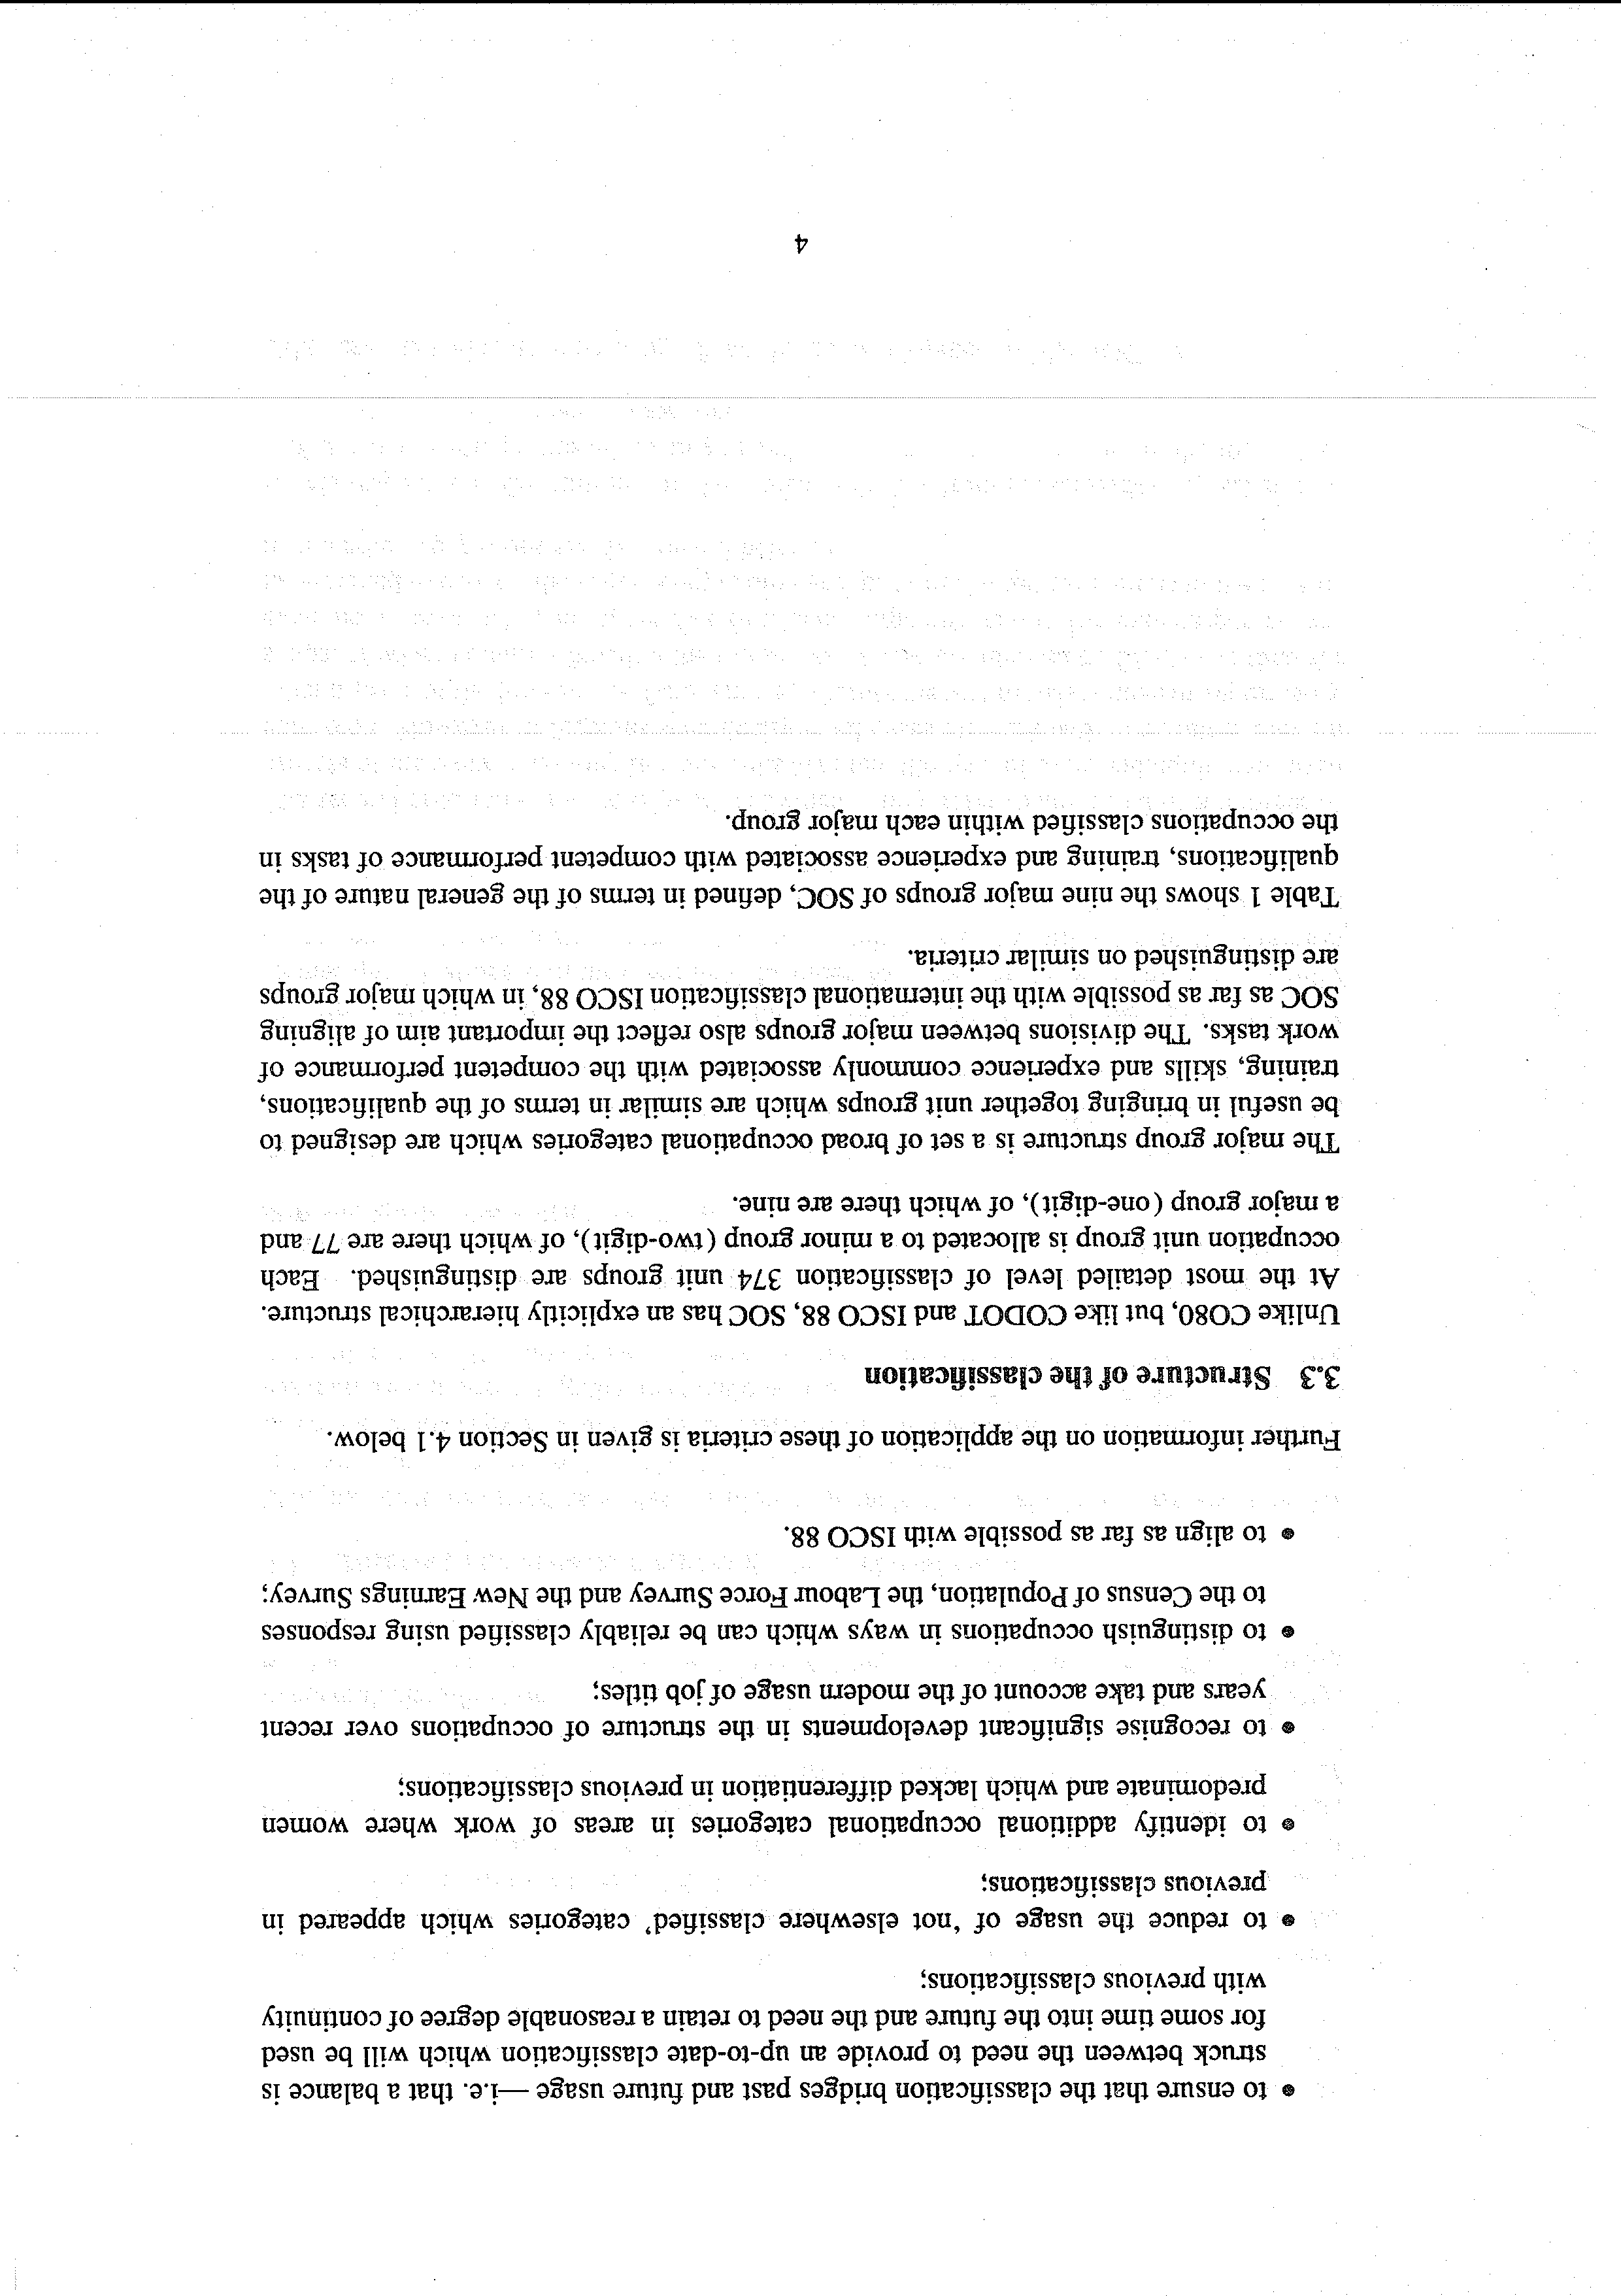 • to ensure that the classification bridges past and future usage —i.e. that a balance is
struck between the need to provide an up-to-date classification which will be used
for some time into the future and the need to retain a reasonable degree of continuity
with previous classifications;
• to reduce the usage of 'not elsewhere classified' categories which appeared in
previous classifications;
• to identify additional occupational categories in areas of work where women
predominate and which lacked differentiation in previous classifications;
• to recognise significant developments in the structure of occupations over recent
years and take account of the modern usage of job titles;
• to distinguish occupations in ways which can be reliably classified using responses
to the Census of Population, the Labour Force Survey and the New Earnings Survey;
• to align as far as possible with ISCO 88.
Further information on the application of these criteria is given in Section 4.1 below.
3.3 Structure of the classification
Unlike CO80, but like CODOT and ISCO 88, SOC has an explicitly hierarchical structure.
At the most detailed level of classification 374 unit groups are distinguished. Each
occupation unit group is allocated to a minor group (two-digit), of which there are 77 and
a major group (one-digit), of which there are nine.
The major group structure is a set of broad occupational categories which are designed to
be useful in bringing together unit groups which are similar in terms of the qualifications,
training, skills and experience commonly associated with the competent performance of
work tasks. The divisions between major groups also reflect the important aim of aligning
SOC as far as possible with the international classification ISCO 88, in which major groups
are distinguished on similar criteria.
Table 1 shows the nine major groups of SOC, defined in terms of the general nature of the
qualifications, training and experience associated with competent performance of tasks in
the occupations classified within each major group.
4